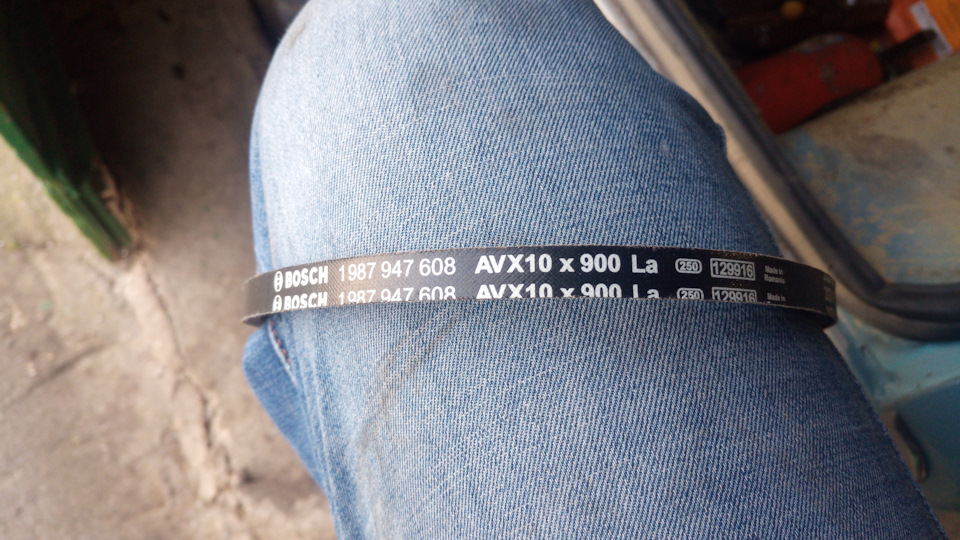 BOSCH 1987 947 608 AVX10 x 900 La 250 129916 Made in Romania
BOSCH 1987 947 608 AVX10 x 900 La 250 129916 Made in